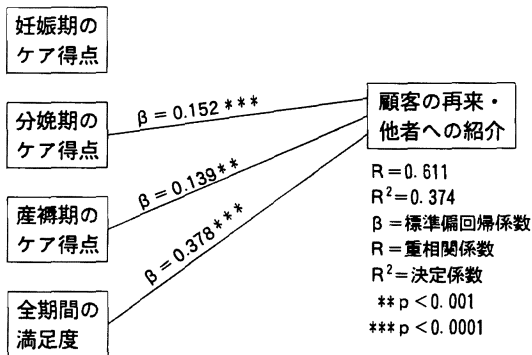 妊娠期の
ケア得点
分娩期の
ケア得点
産褥期の
ケア得点
全期間の
満足度
β=0.152***
β=0.139**
β=0.378***
顧客の再来・
他者への紹介
R=0.611
R²=0.374
β=標準偏回帰係数
R=重相関係数
R²=決定係数
**p<0.001
***p<0.0001